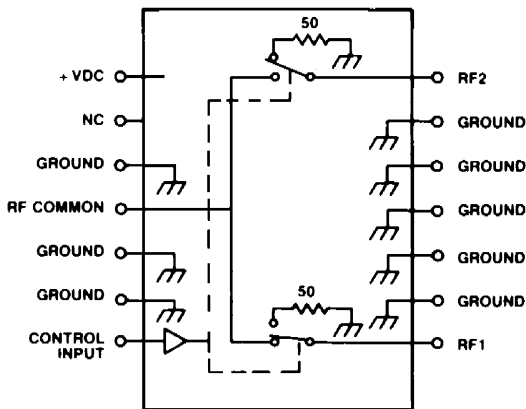 50
+ VDC
RF2
NC
GROUND
GROUND
GROUND
RF COMMON
GROUND
GROUND
GROUND
GROUND
50
GROUND
CONTROL
INPUT
RF1